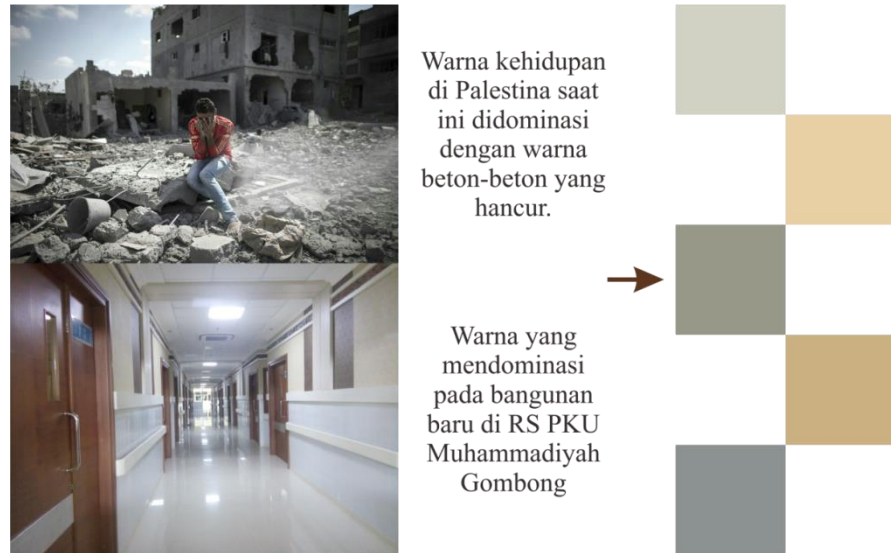 Warna kehidupan
di Palestina saat
ini didominasi
dengan warna
beton-beton yang
hancur.
Warna yang
mendominasi
pada bangunan
baru di RS PKU
Muhammadiyah
Gombong